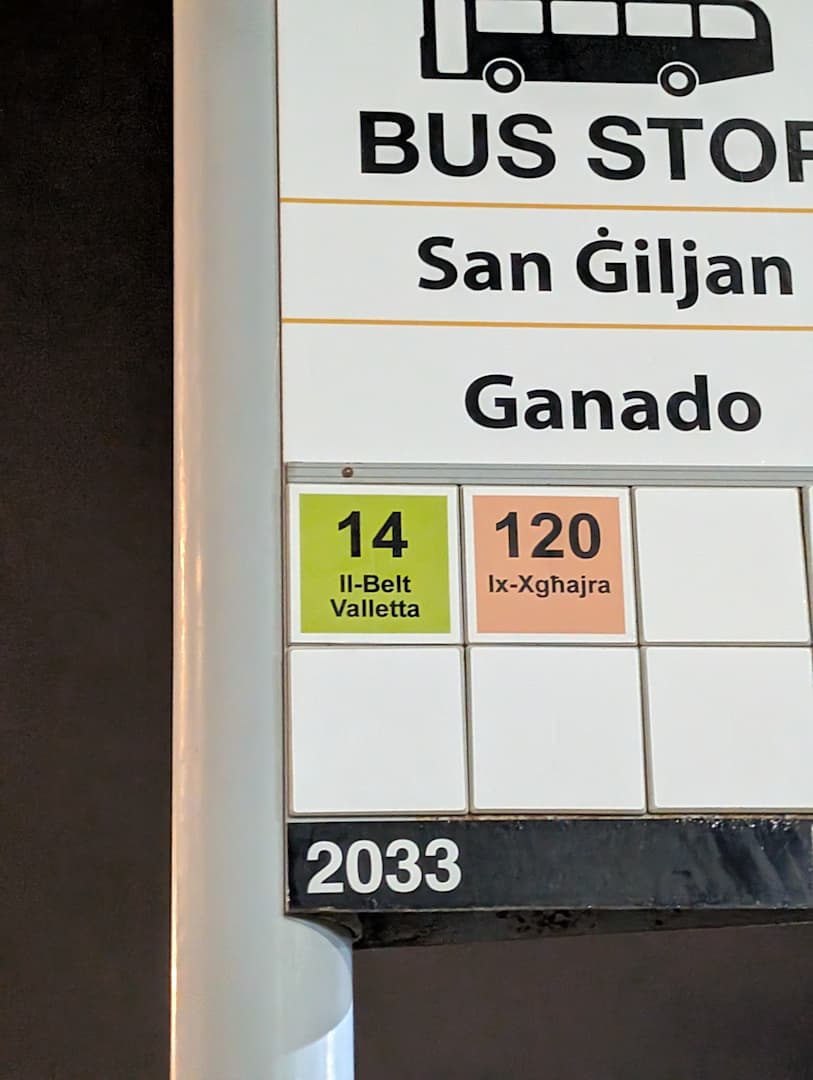 BUS STOP
San Ġiljan
Ganado
14
Il-Belt
Valletta
120
Ix-Xgħajra
2033